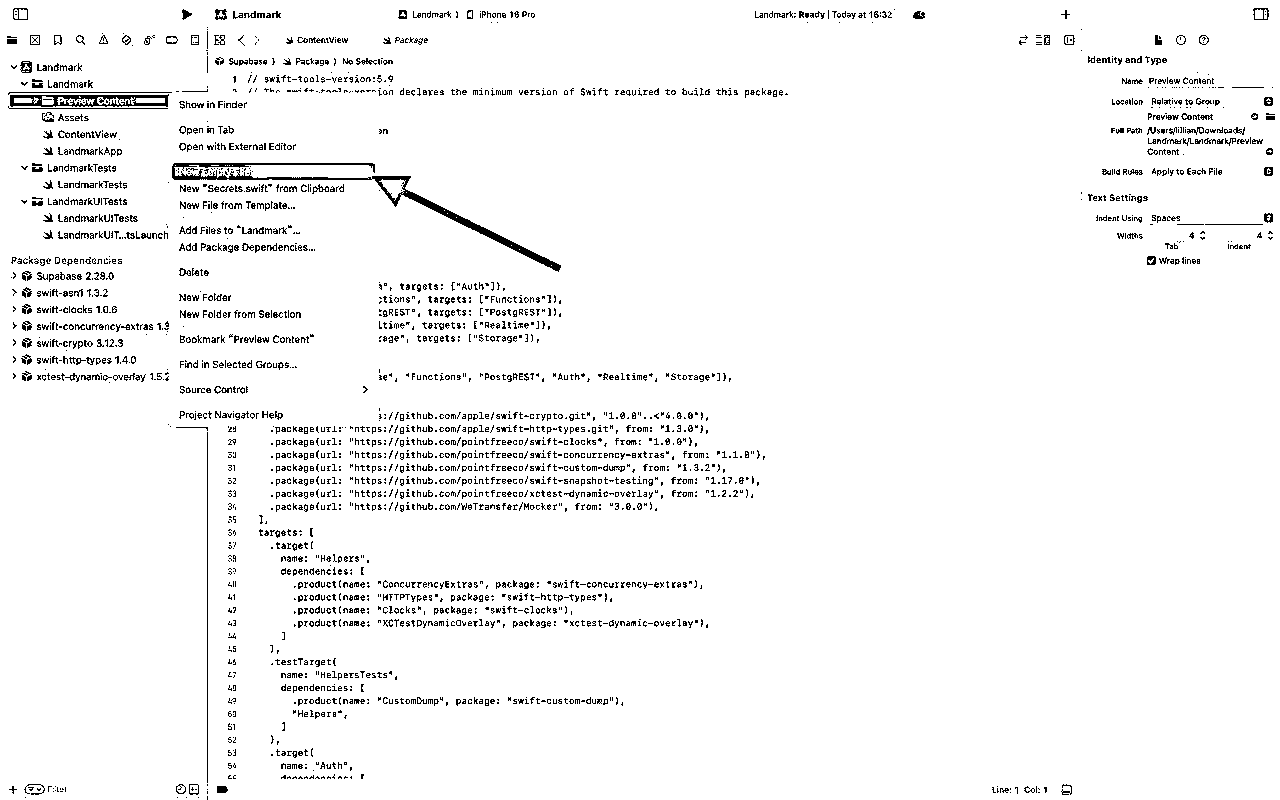 Landmark
Landmark 〉 iPhone 16 Pro
Landmark: Ready | Today at 16:32
ContentView
Package
Supabase 〉 Package 〉 No Selection
Landmark
Landmark
Preview Content
Assets
ContentView
LandmarkApp
LandmarkTests
LandmarkTests
LandmarkUITests
LandmarkUITests
LandmarkUIT...tsLaunch
Package Dependencies
Supabase 2.28.0
swift-asn1 1.3.2
swift-clocks 1.0.6
swift-concurrency-extras 1.3
swift-crypto 3.12.3
swift-http-types 1.4.0
xctest-dynamic-overlay 1.5.2
Filter
Show in Finder
Open in Tab
Open with External Editor
New "Secrets.swift" from Clipboard
New File from Template...
Add Files to "Landmark"...
Add Package Dependencies...
Delete
New Folder
New Folder from Selection
Bookmark "Preview Content"
Find in Selected Groups...
Source Control
Project Navigator Help
1 // swift-tools-version:5.9
// The swift-tools-version declares the minimum version of Swift required to build this package.
on
", targets: ["Auth"]),
ctions", targets: ["Functions"]),
tgREST", targets: ["PostgREST"]),
ltime", targets: ["Realtime"]),
rage", targets: ["Storage"]),
se", "Functions", "PostgREST", "Auth", "Realtime", "Storage"]),
s://github.com/apple/swift-crypto.git", "1.0.0"..<"4.0.0"),
28 .package(url: "https://github.com/apple/swift-http-types.git", from: "1.3.0"),
29 .package(url: "https://github.com/pointfreeco/swift-clocks", from: "1.0.0"),
30 .package(url: "https://github.com/pointfreeco/swift-concurrency-extras", from: "1.1.0"),
31 .package(url: "https://github.com/pointfreeco/swift-custom-dump", from: "1.3.2"),
32 .package(url: "https://github.com/pointfreeco/swift-snapshot-testing", from: "1.17.0"),
33 .package(url: "https://github.com/pointfreeco/xctest-dynamic-overlay", from: "1.2.2"),
34 .package(url: "https://github.com/WeTransfer/Mocker", from: "3.0.0"),
35 ],
36 targets: [
37 .target(
38 name: "Helpers",
39 dependencies: [
40 .product(name: "ConcurrencyExtras", package: "swift-concurrency-extras"),
41 .product(name: "HTTPTypes", package: "swift-http-types"),
42 .product(name: "Clocks", package: "swift-clocks"),
43 .product(name: "XCTestDynamicOverlay", package: "xctest-dynamic-overlay"),
44 ]
45 ),
46 .testTarget(
47 name: "HelpersTests",
48 dependencies: [
49 .product(name: "CustomDump", package: "swift-custom-dump"),
50 "Helpers",
51 ]
52 ),
53 .target(
54 name: "Auth",
55 dependencies: [
Line: 1 Col: 1
Identity and Type
Name Preview Content
Location Relative to Group
Preview Content
Full Path /Users/lillian/Downloads/
Landmark/Landmark/Preview
Content
Build Rules Apply to Each File
Text Settings
Indent Using Spaces
Widths 4 4
Tab Indent
Wrap lines